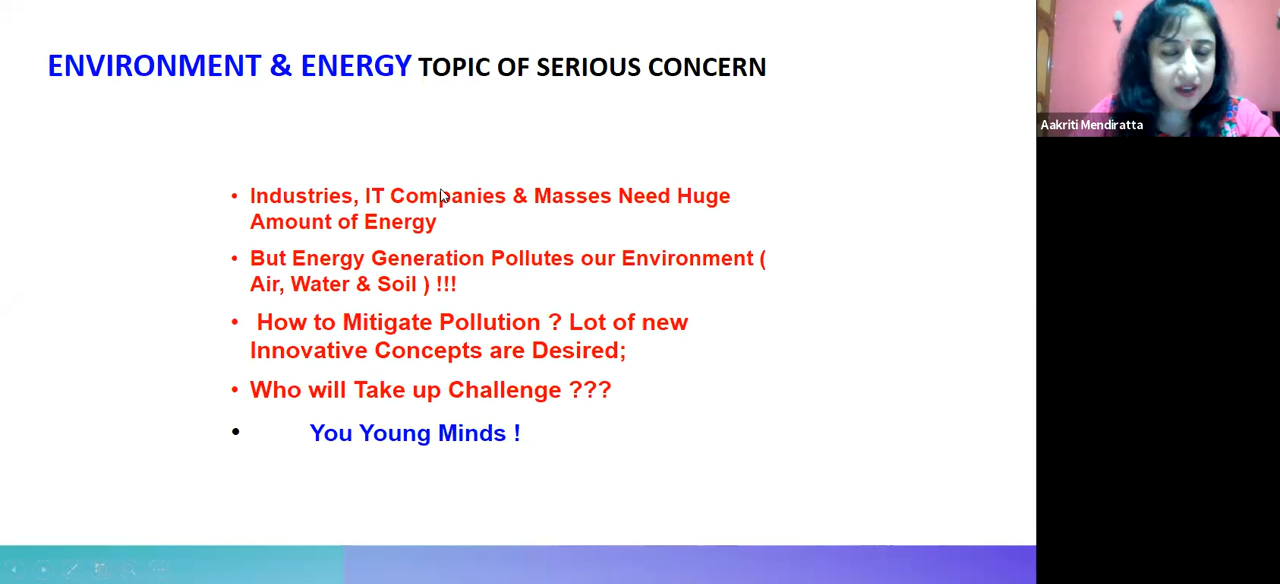 ENVIRONMENT & ENERGY TOPIC OF SERIOUS CONCERN
Aakriti Mendiratta
• Industries, IT Companies & Masses Need Huge
Amount of Energy
• But Energy Generation Pollutes our Environment (
Air, Water & Soil ) !!!
• How to Mitigate Pollution ? Lot of new
Innovative Concepts are Desired;
• Who will Take up Challenge ???
• You Young Minds !